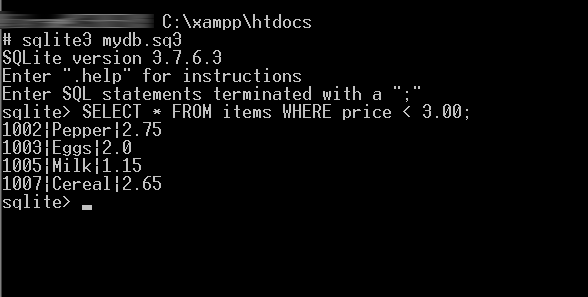 C:\xampp\htdocs
# sqlite3 mydb.sq3
SQLite version 3.7.6.3
Enter ".help" for instructions
Enter SQL statements terminated with a ";"
sqlite> SELECT * FROM items WHERE price < 3.00;
1002|Pepper|2.75
1003|Eggs|2.0
1005|Milk|1.15
1007|Cereal|2.65
sqlite> _